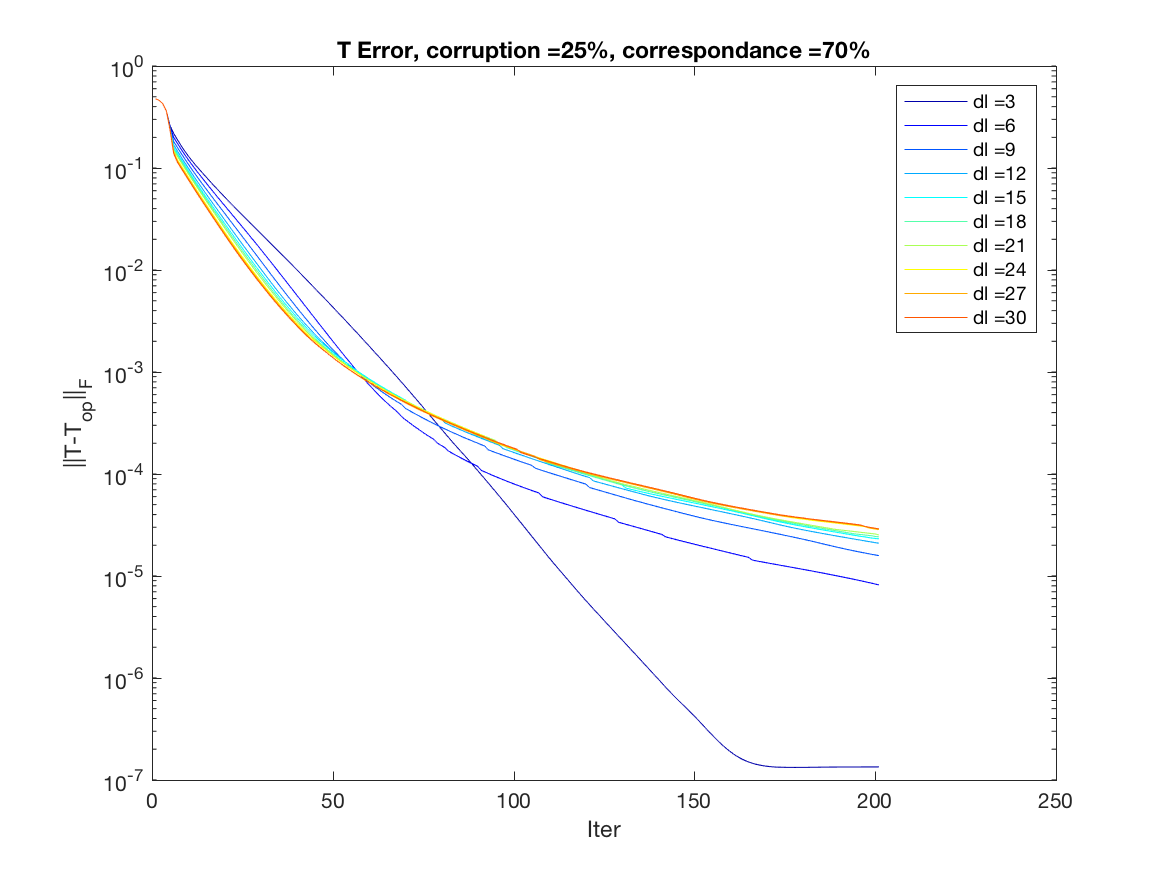 T Error, corruption =25%, correspondance =70%
10^0
10^-1
10^-2
10^-3
10^-4
10^-5
10^-6
10^-7
||T-T_op||_F
0 50 100 150 200 250
Iter
dl =3
dl =6
dl =9
dl =12
dl =15
dl =18
dl =21
dl =24
dl =27
dl =30